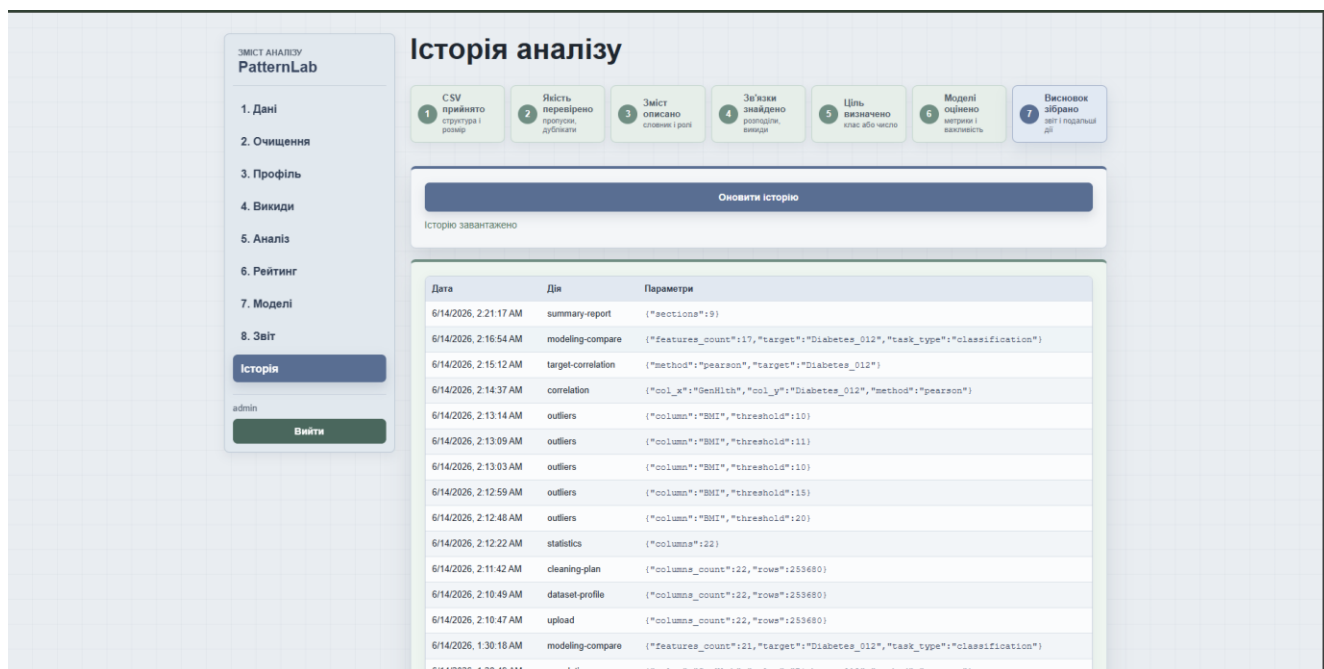 ЗМІСТ АНАЛІЗУ
PatternLab
1. Дані
2. Очищення
3. Профіль
4. Викиди
5. Аналіз
6. Рейтинг
7. Моделі
8. Звіт
Історія
admin
Вийти
Історія аналізу
1
CSV
прийнято
структура і
розмір
2
Якість
перевірено
пропуски,
дублікати
3
Зміст
описано
словник і ролі
4
Зв'язки
знайдено
розподіли,
викиди
5
Ціль
визначено
клас або число
6
Моделі
оцінено
метрики і
важливість
7
Висновок
зібрано
звіт і подальші
дії
Оновити історію
Історію завантажено
Дата Дія Параметри
6/14/2026, 2:21:17 AM summary-report {"sections":9}
6/14/2026, 2:16:54 AM modeling-compare {"features_count":17,"target":"Diabetes_012","task_type":"classification"}
6/14/2026, 2:15:12 AM target-correlation {"method":"pearson","target":"Diabetes_012"}
6/14/2026, 2:14:37 AM correlation {"col_x":"GenHlth","col_y":"Diabetes_012","method":"pearson"}
6/14/2026, 2:13:14 AM outliers {"column":"BMI","threshold":10}
6/14/2026, 2:13:09 AM outliers {"column":"BMI","threshold":11}
6/14/2026, 2:13:03 AM outliers {"column":"BMI","threshold":10}
6/14/2026, 2:12:59 AM outliers {"column":"BMI","threshold":15}
6/14/2026, 2:12:48 AM outliers {"column":"BMI","threshold":20}
6/14/2026, 2:12:22 AM statistics {"columns":22}
6/14/2026, 2:11:42 AM cleaning-plan {"columns_count":22,"rows":253680}
6/14/2026, 2:10:49 AM dataset-profile {"columns_count":22,"rows":253680}
6/14/2026, 2:10:47 AM upload {"columns_count":22,"rows":253680}
6/14/2026, 1:30:18 AM modeling-compare {"features_count":21,"target":"Diabetes_012","task_type":"classification"}